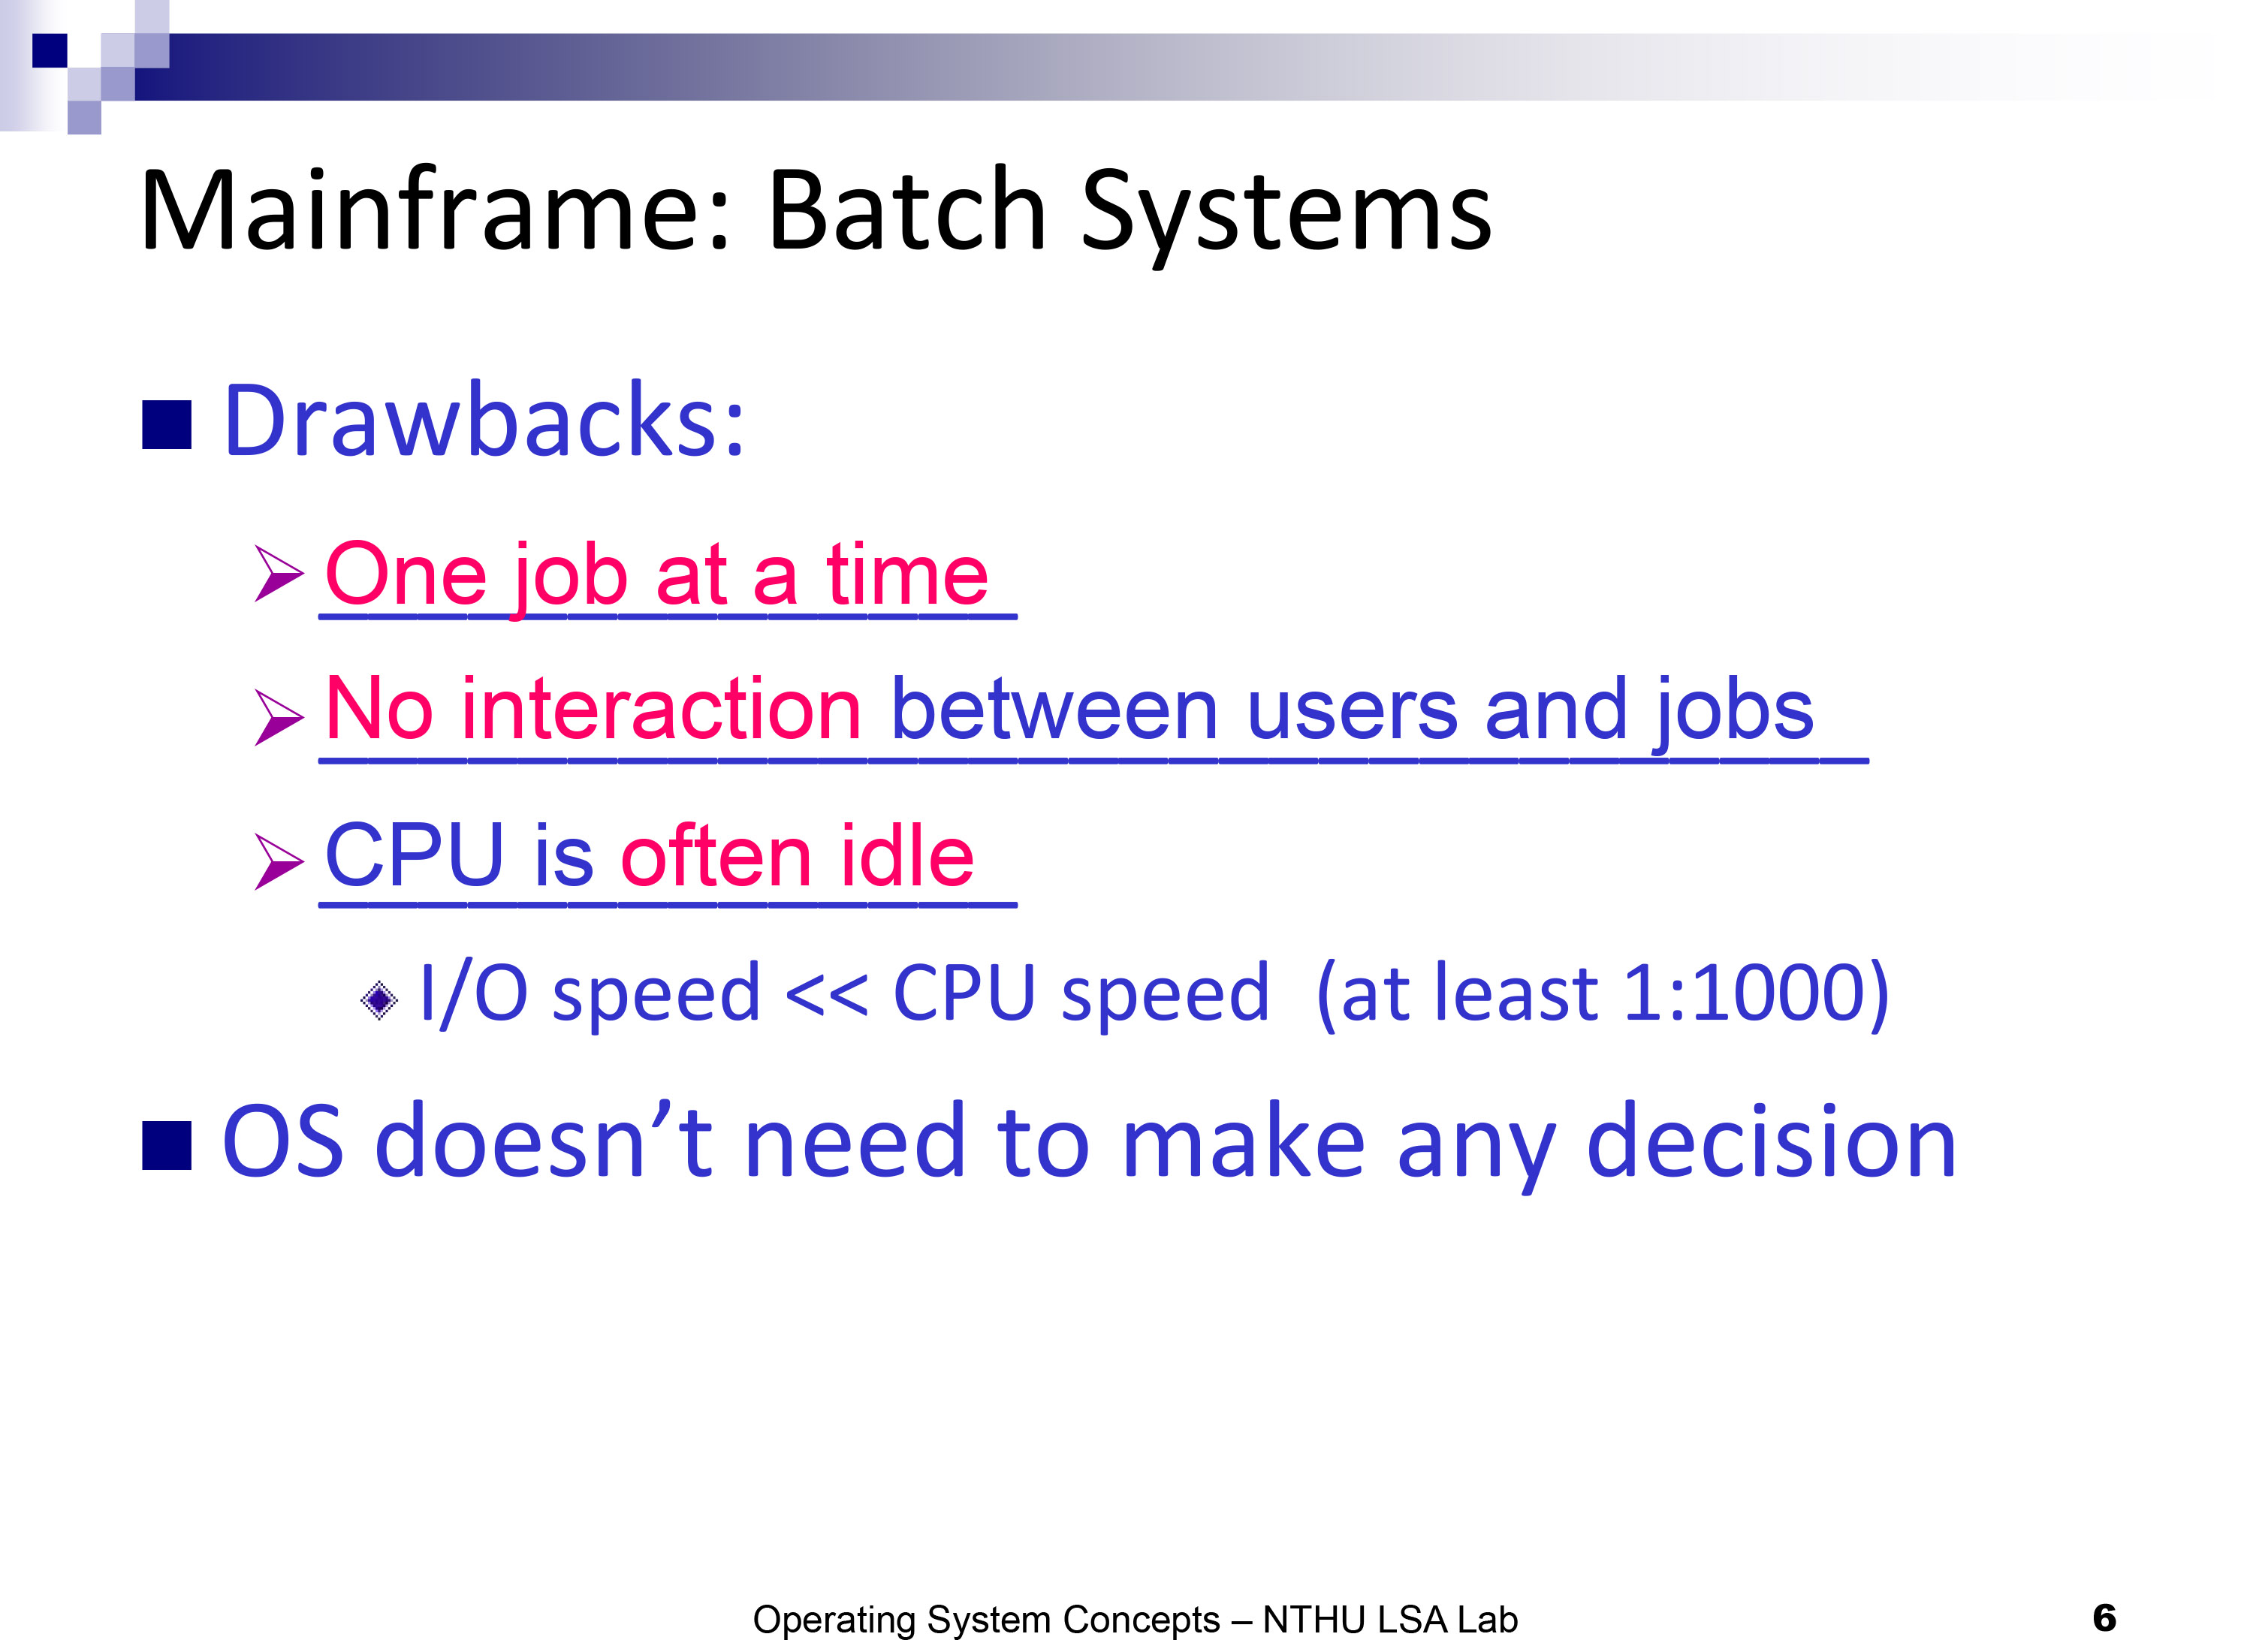 Mainframe: Batch Systems
Drawbacks:
One job at a time
No interaction between users and jobs
CPU is often idle
I/O speed << CPU speed (at least 1:1000)
OS doesn’t need to make any decision
Operating System Concepts – NTHU LSA Lab
6